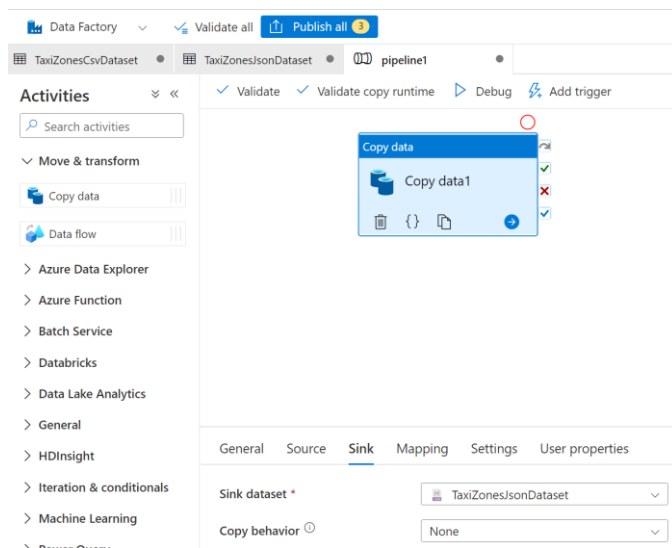 Data Factory
Validate all
Publish all 3
TaxiZonesCsvDataset
TaxiZonesJsonDataset
pipeline1
Activities
Validate
Validate copy runtime
Debug
Add trigger
Search activities
Move & transform
Copy data
Data flow
Azure Data Explorer
Azure Function
Batch Service
Databricks
Data Lake Analytics
General
HDInsight
Iteration & conditionals
Machine Learning
Power Query
Copy data
Copy data1
General
Source
Sink
Mapping
Settings
User properties
Sink dataset *
TaxiZonesJsonDataset
Copy behavior
None